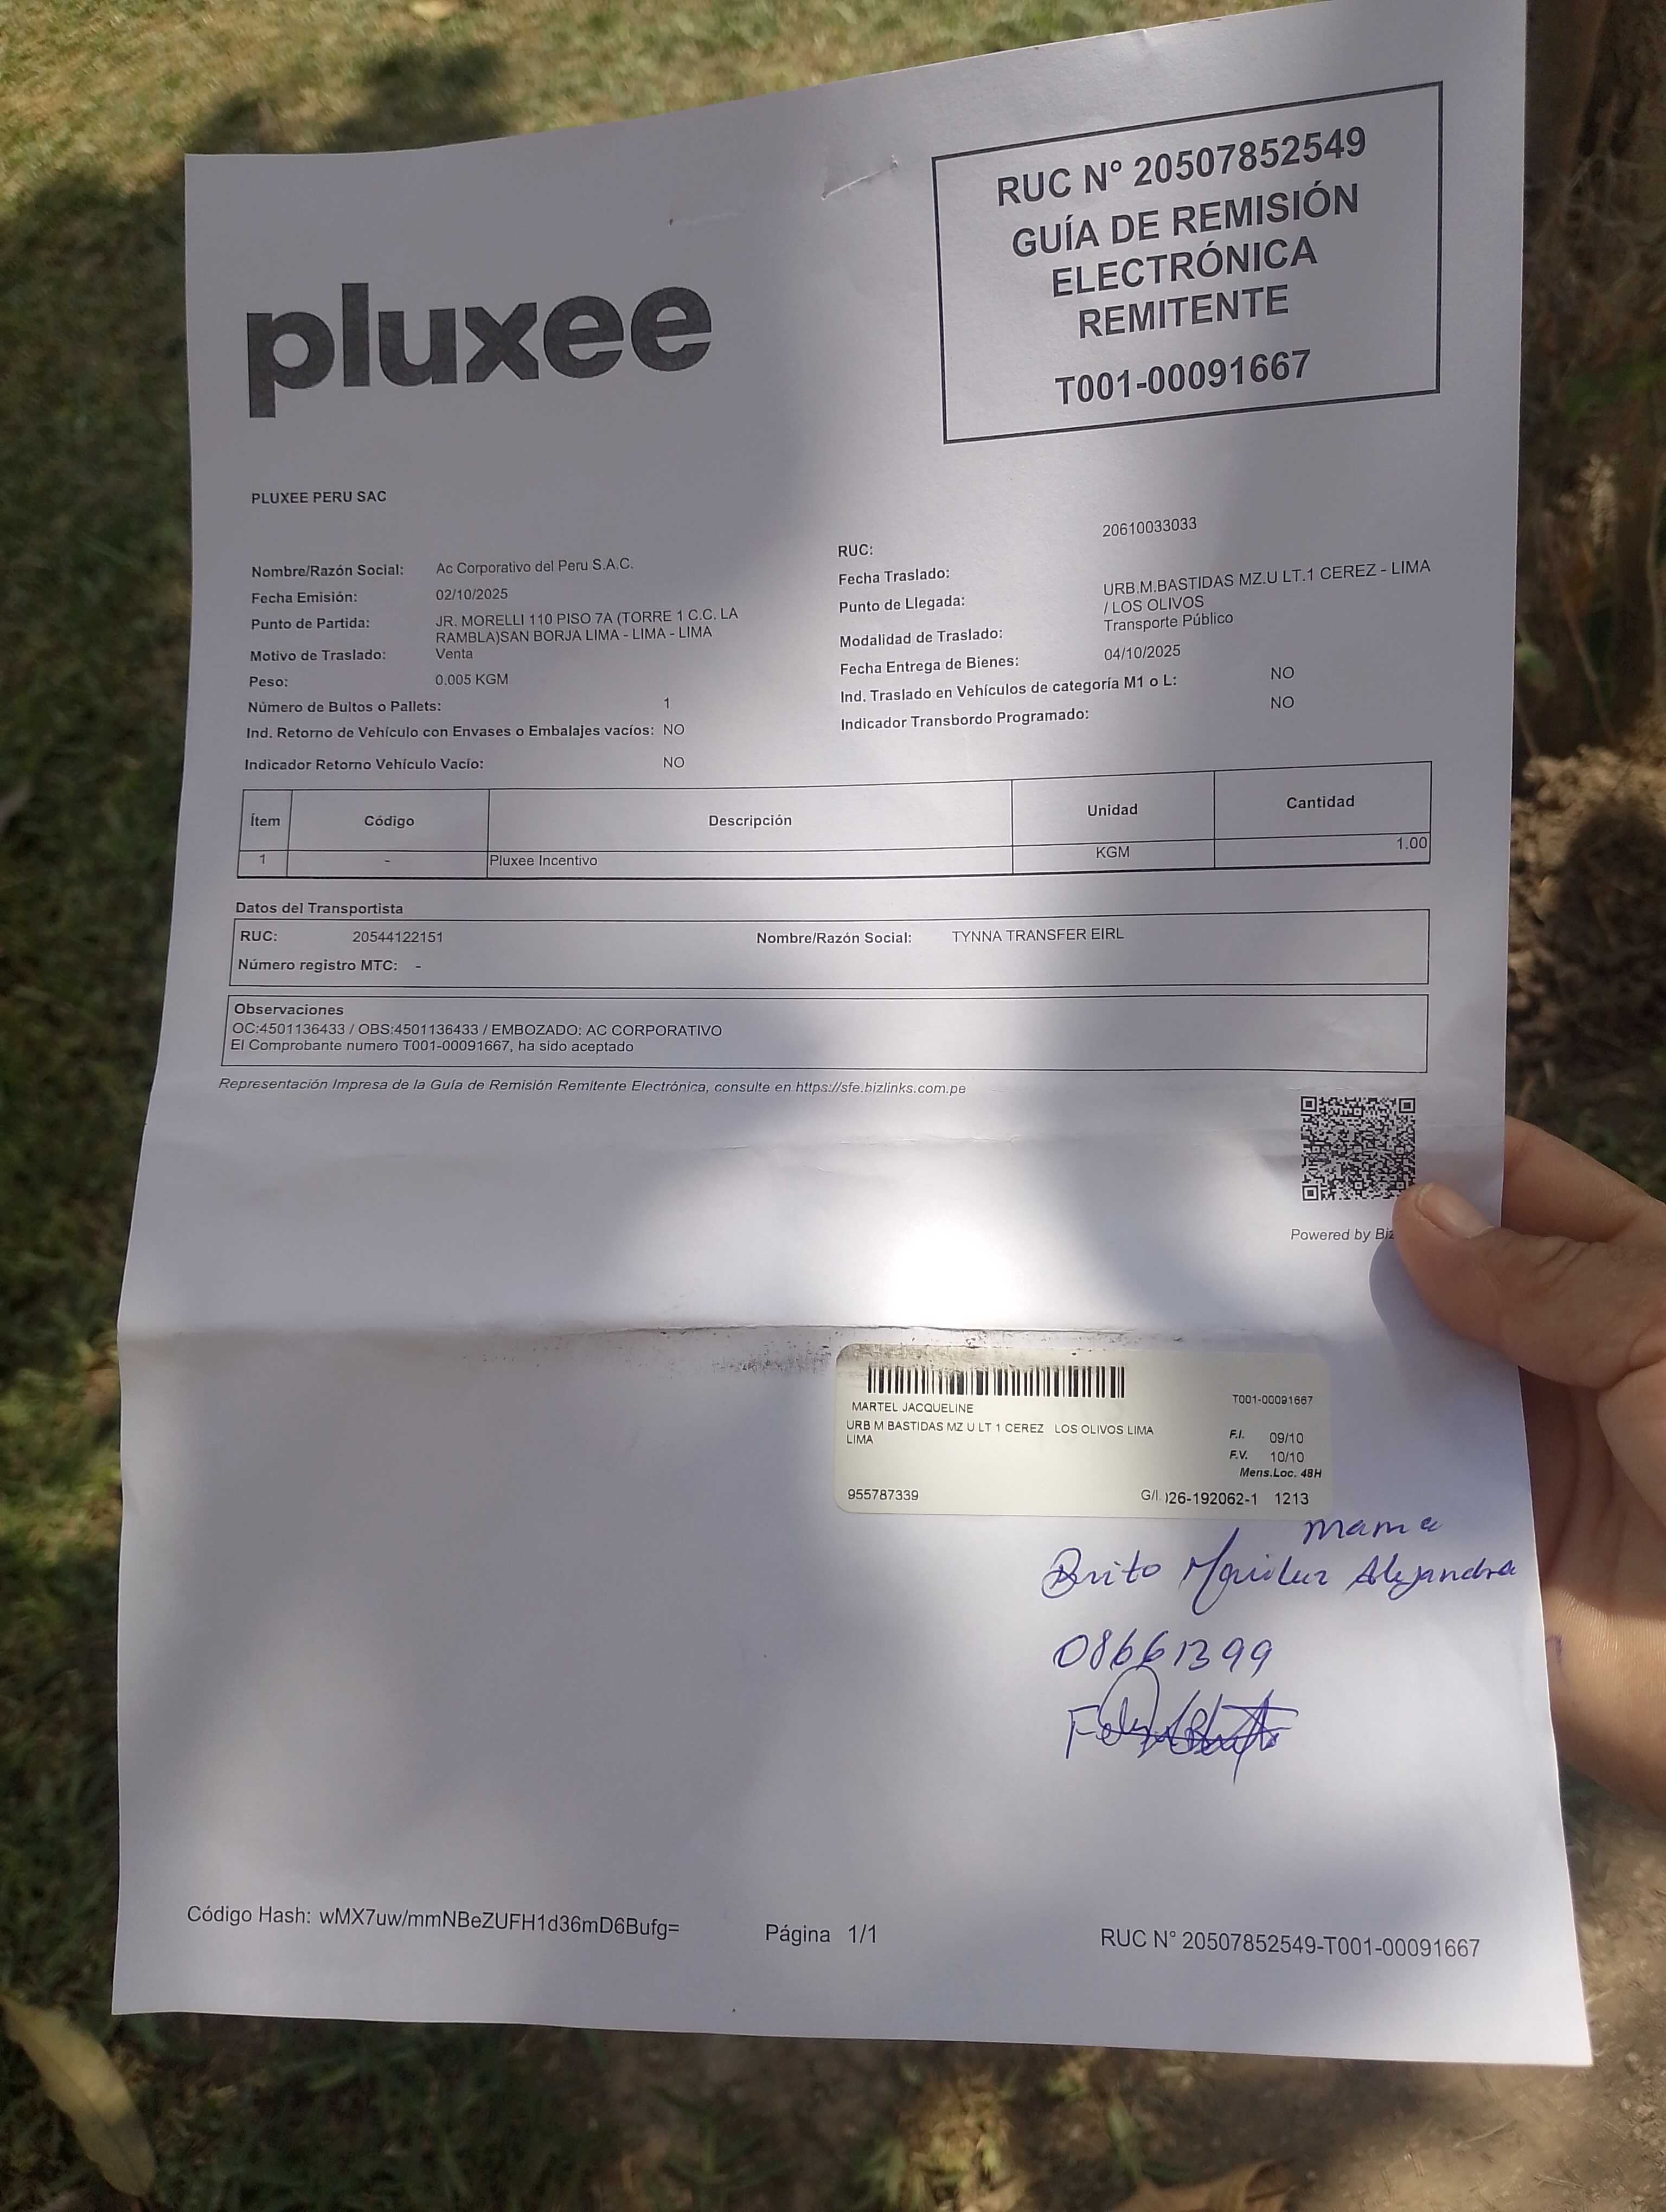 pluxee
RUC N° 20507852549
GUÍA DE REMISIÓN
ELECTRÓNICA
REMITENTE
T001-00091667
PLUXEE PERU SAC
Nombre/Razón Social: Ac Corporativo del Peru S.A.C.
Fecha Emisión: 02/10/2025
Punto de Partida: JR. MORELLI 110 PISO 7A (TORRE 1 C.C. LA
RAMBLA)SAN BORJA LIMA - LIMA - LIMA
Motivo de Traslado: Venta
Peso: 0.005 KGM
Número de Bultos o Pallets: 1
Ind. Retorno de Vehículo con Envases o Embalajes vacíos: NO
Indicador Retorno Vehículo Vacío: NO
RUC: 20610033033
Fecha Traslado:
Punto de Llegada: URB.M.BASTIDAS MZ.U LT.1 CEREZ - LIMA
/ LOS OLIVOS
Modalidad de Traslado: Transporte Público
Fecha Entrega de Bienes: 04/10/2025
Ind. Traslado en Vehículos de categoría M1 o L: NO
Indicador Transbordo Programado: NO
Ítem Código Descripción Unidad Cantidad
1 - Pluxee Incentivo KGM 1.00
Datos del Transportista
RUC: 20544122151 Nombre/Razón Social: TYNNA TRANSFER EIRL
Número registro MTC: -
Observaciones
OC:4501136433 / OBS:4501136433 / EMBOZADO: AC CORPORATIVO
El Comprobante numero T001-00091667, ha sido aceptado
Representación Impresa de la Guía de Remisión Remitente Electrónica, consulte en https://sfe.bizlinks.com.pe
Powered by Biz
MARTEL JACQUELINE T001-00091667
URB M BASTIDAS MZ U LT 1 CEREZ LOS OLIVOS LIMA
LIMA
F.I. 09/10
F.V. 10/10
Mens.Loc. 48H
955787339 G/I. 26-192062-1 1213
mama
Brito Alejandra
08661399
Código Hash: wMX7uw/mmNBeZUFH1d36mD6Bufg= Página 1/1 RUC N° 20507852549-T001-00091667